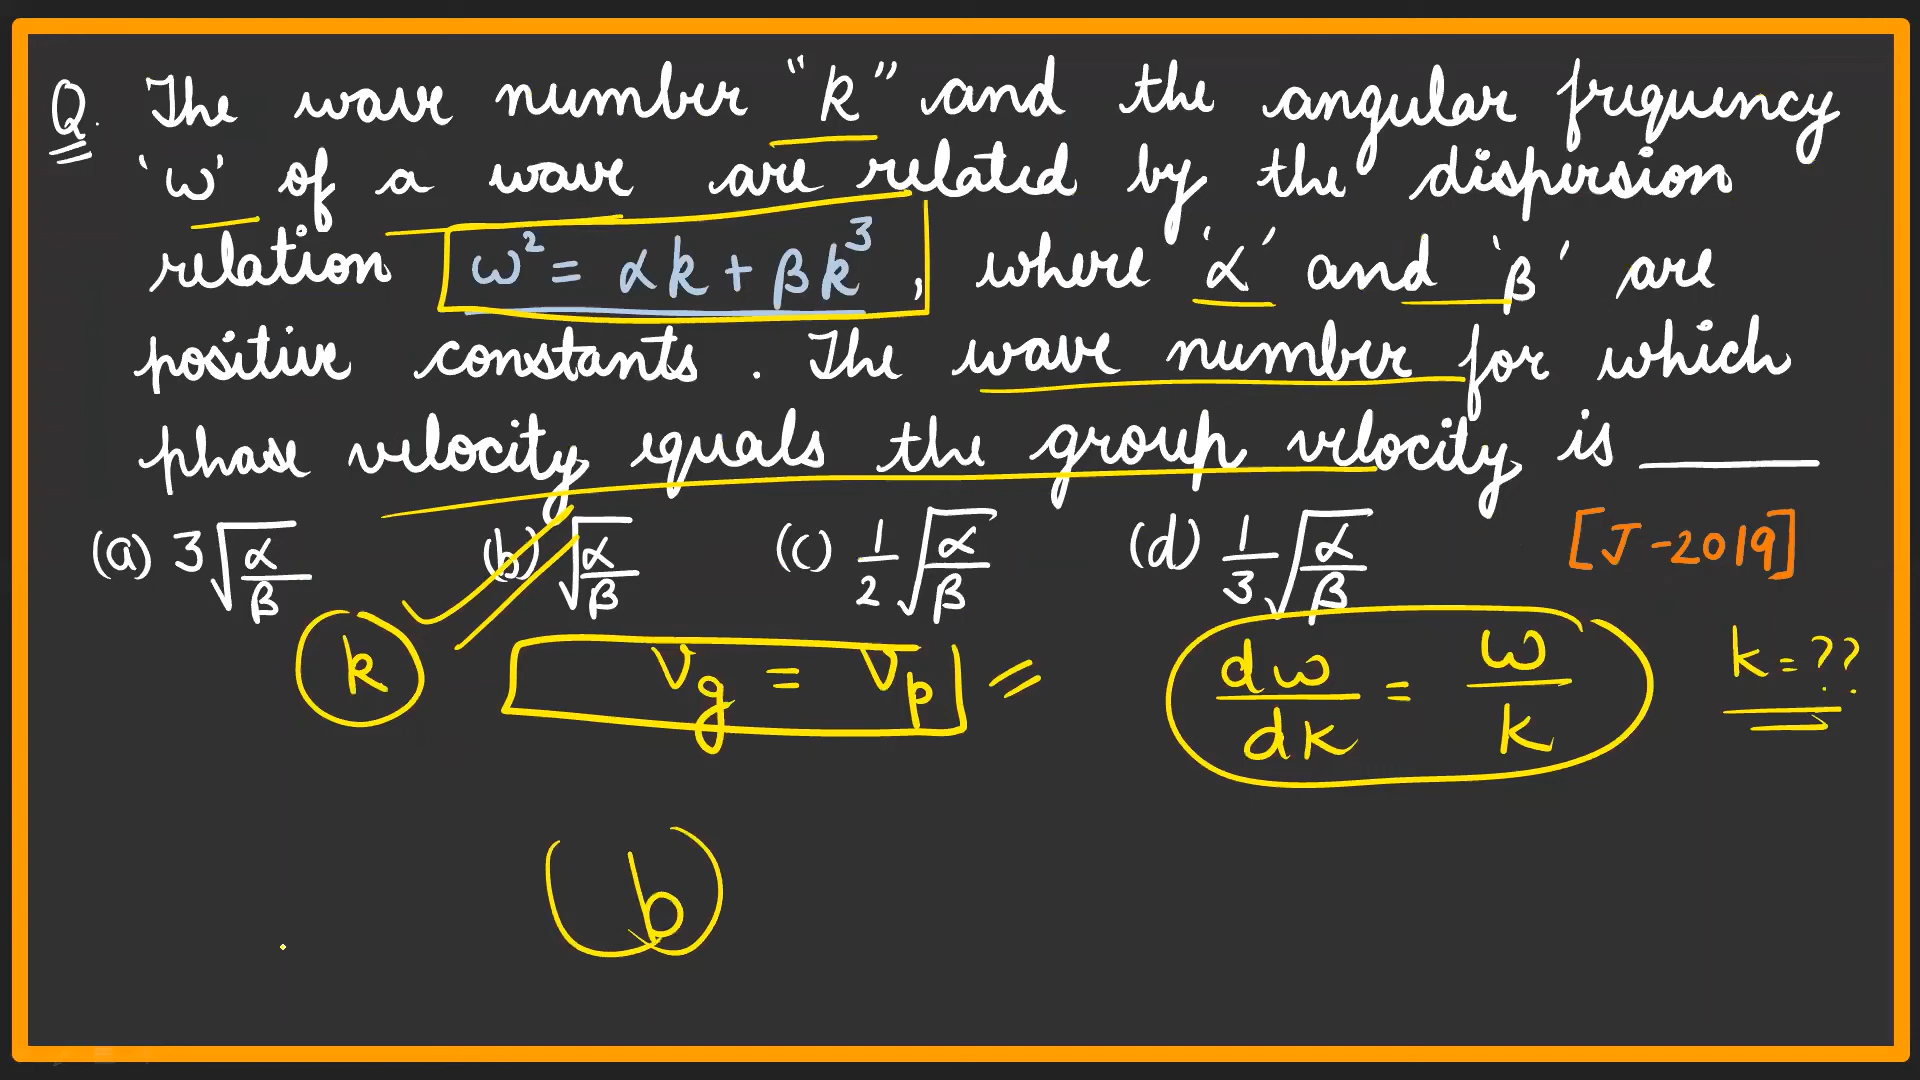 Q. The wave number "k" and the angular frequency
'ω' of a wave are related by the dispersion
relation ω² = αk + βk³, where 'α' and 'β' are
positive constants. The wave number for which
phase velocity equals the group velocity is ______
(a) 3√(α/β) (b) √(α/β) (c) 1/2 √(α/β) (d) 1/3 √(α/β) [J-2019]
k Vg = Vp = dω/dk = ω/k k = ??
(b)